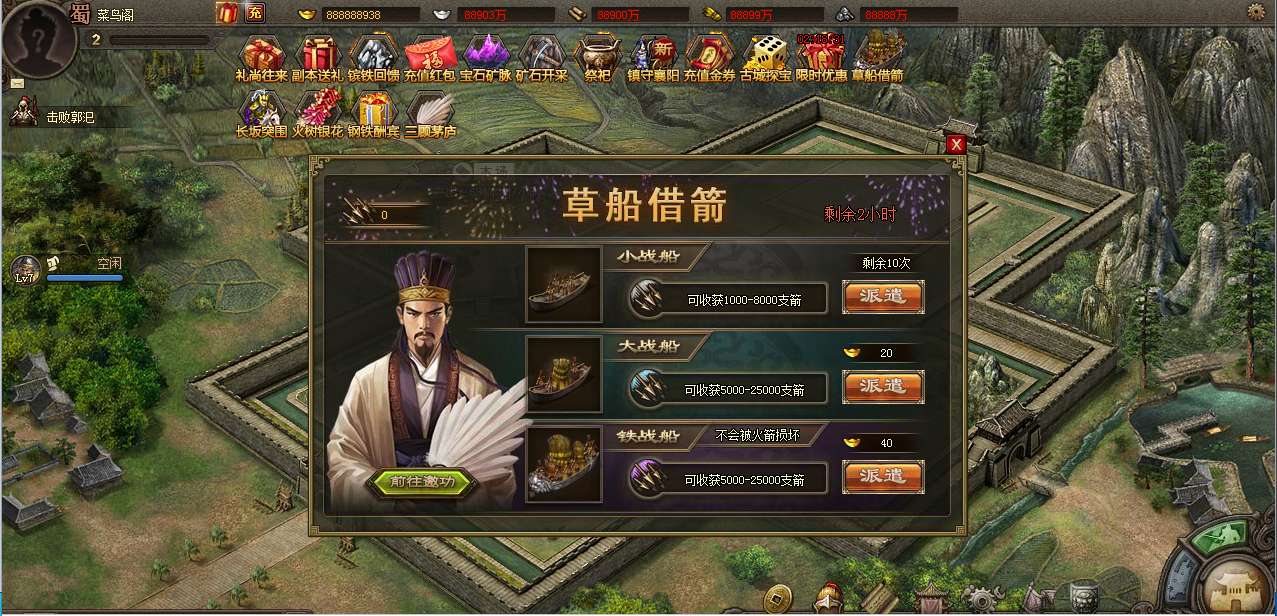 蜀 菜鸟阁 充 888888938 88903万 88900万 88899万 88888万
2
02:15:31
新
福
礼尚往来 副本送礼 镔铁回馈 充值红包 宝石矿脉 矿石开采 祭祀 镇守襄阳 充值金券 古城探宝 限时优惠 草船借箭
击败郭汜
长坂突围 火树银花 钢铁酬宾 三顾茅庐
X
0
草船借箭
剩余2小时
小战船
剩余10次
空闲
Lv7
可收获1000-8000支箭
派遣
大战船
20
可收获5000-25000支箭
派遣
铁战船
不会被火箭损坏
40
可收获5000-25000支箭
派遣
前往邀功